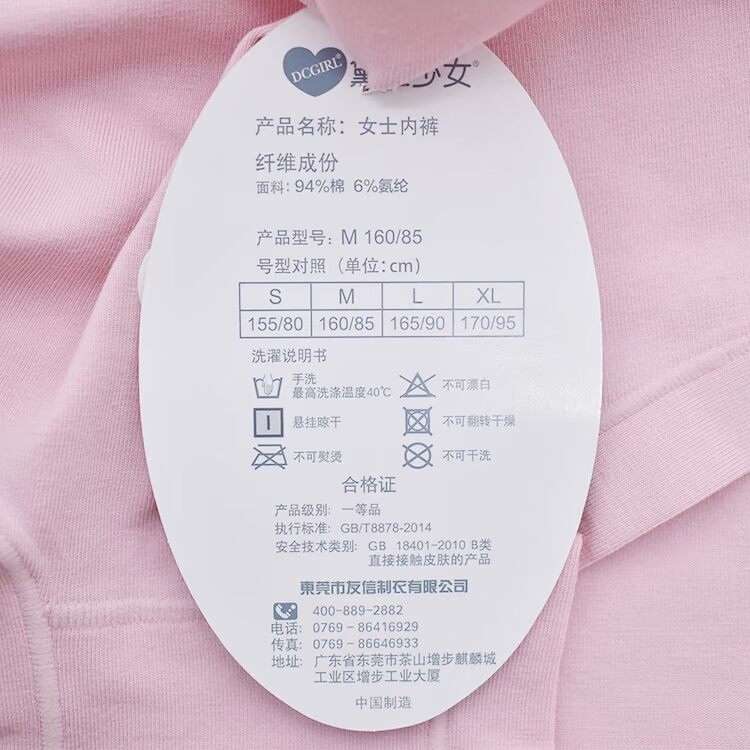 DCGIRL® 黛 少女®
产品名称：女士内裤
纤维成份
面料：94%棉 6%氨纶
产品型号：M 160/85
号型对照（单位：cm）
S M L XL
155/80 160/85 165/90 170/95
洗濯说明书
手洗
最高洗涤温度40℃ 不可漂白
悬挂晾干 不可翻转干燥
不可熨烫 不可干洗
合格证
产品级别：一等品
执行标准：GB/T8878-2014
安全技术类别：GB 18401-2010 B类
直接接触皮肤的产品
東莞市友信制衣有限公司
400-889-2882
电话：0769-86416929
传真：0769-86646933
地址：广东省东莞市茶山增步麒麟城
工业区增步工业大厦
中国制造